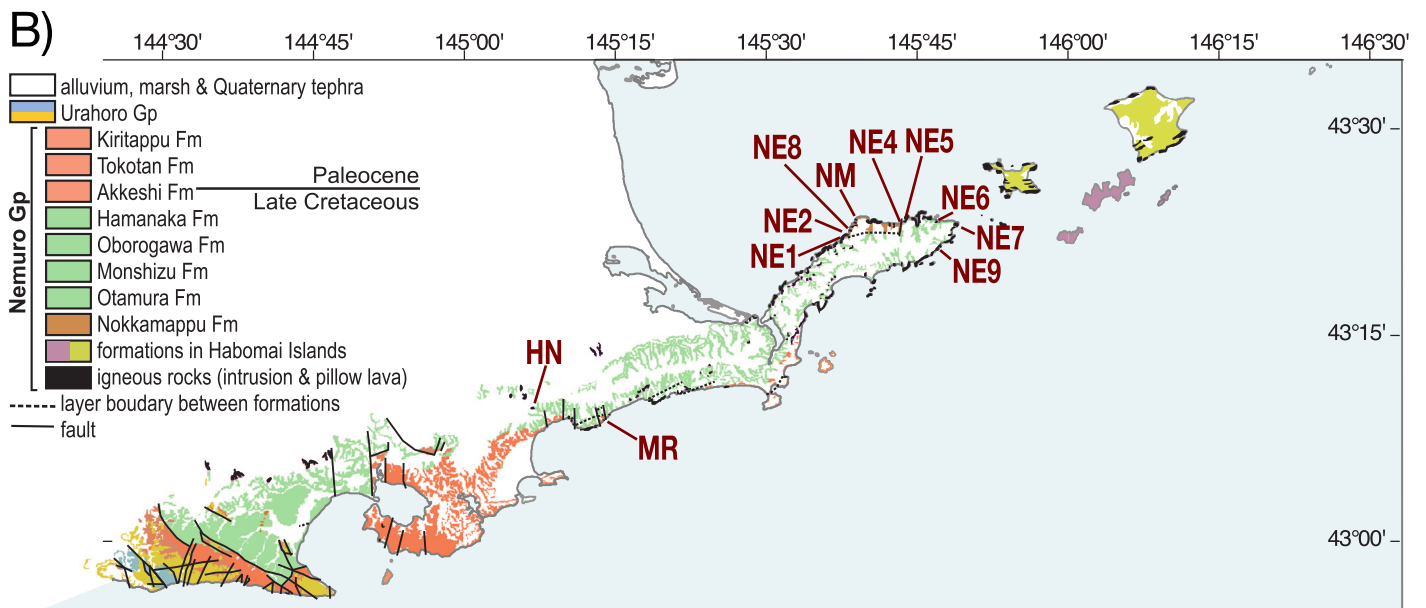 B)
144°30' 144°45' 145°00' 145°15' 145°30' 145°45' 146°00' 146°15' 146°30'
alluvium, marsh & Quaternary tephra
Urahoro Gp
Nemuro Gp
Kiritappu Fm
Tokotan Fm
Akkeshi Fm
Paleocene
Late Cretaceous
Hamanaka Fm
Oborogawa Fm
Monshizu Fm
Otamura Fm
Nokkamappu Fm
formations in Habomai Islands
igneous rocks (intrusion & pillow lava)
layer boudary between formations
fault
43°30'
43°15'
43°00'
NE8
NE4 NE5
NM
NE6
NE2
NE7
NE1
NE9
HN
MR